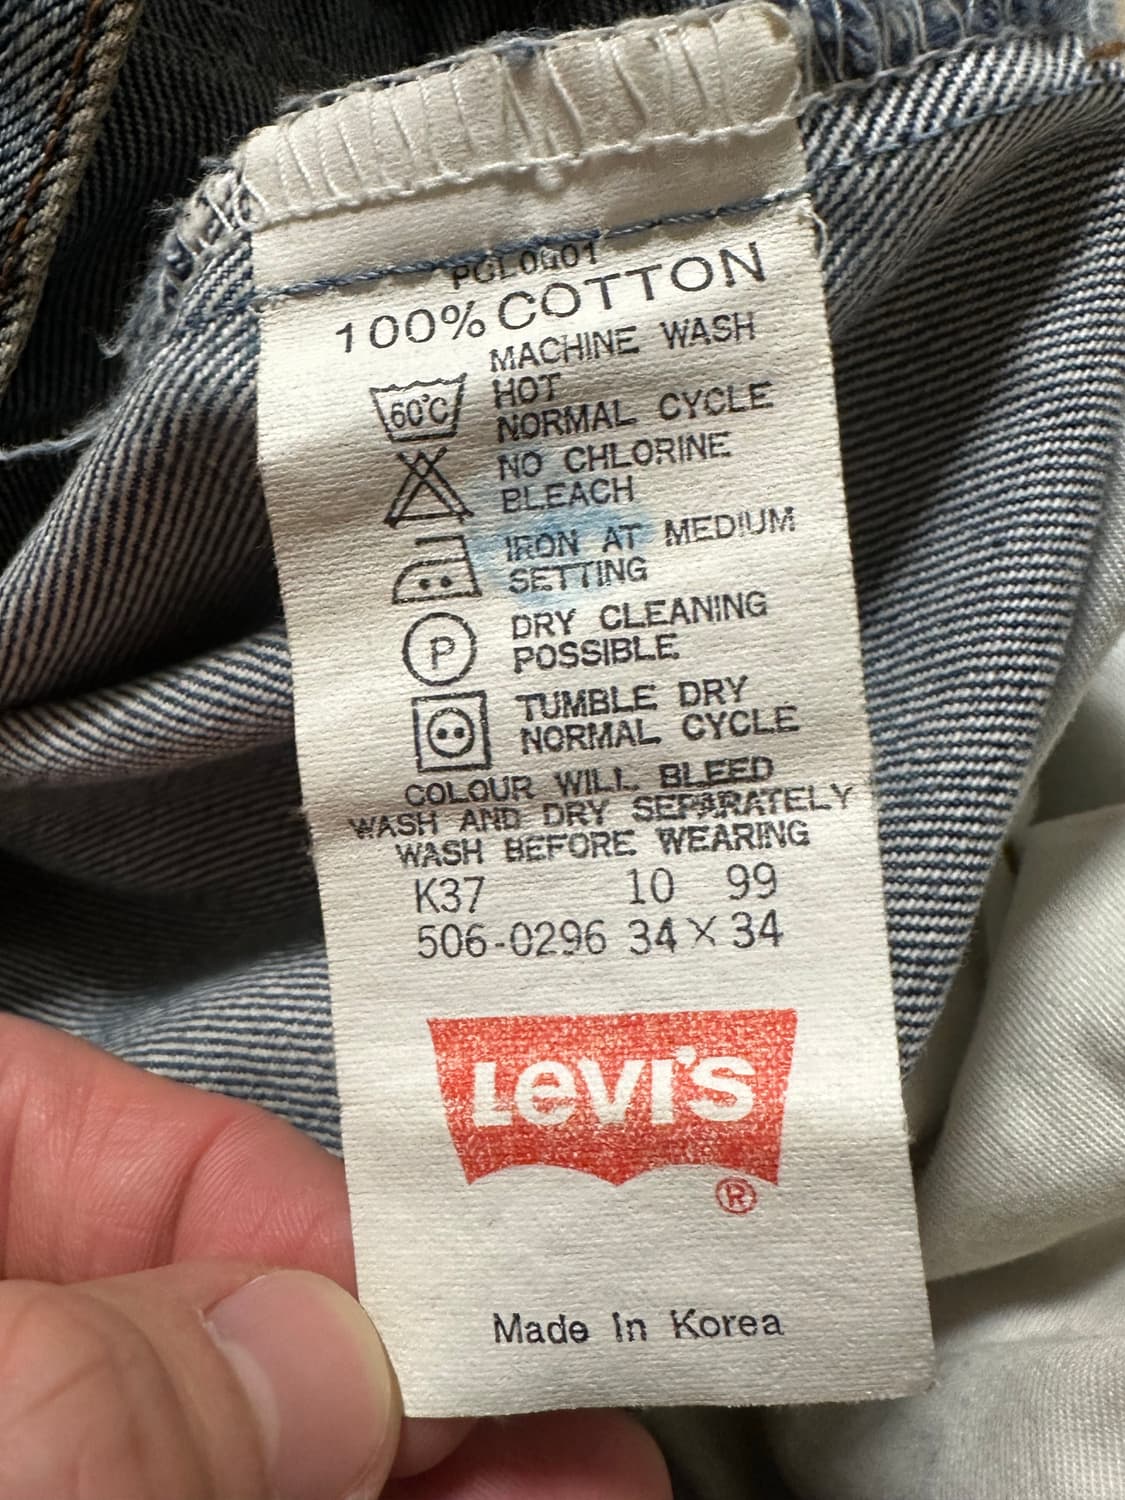 100% COTTON
MACHINE WASH
HOT
60°C
NORMAL CYCLE
NO CHLORINE
BLEACH
IRON AT MEDIUM
SETTING
P
DRY CLEANING
POSSIBLE
TUMBLE DRY
NORMAL CYCLE
COLOUR WILL BLEED
WASH AND DRY SEPARATELY
WASH BEFORE WEARING
K37 10 99
506-0296 34 × 34
Levi's
®
Made In Korea